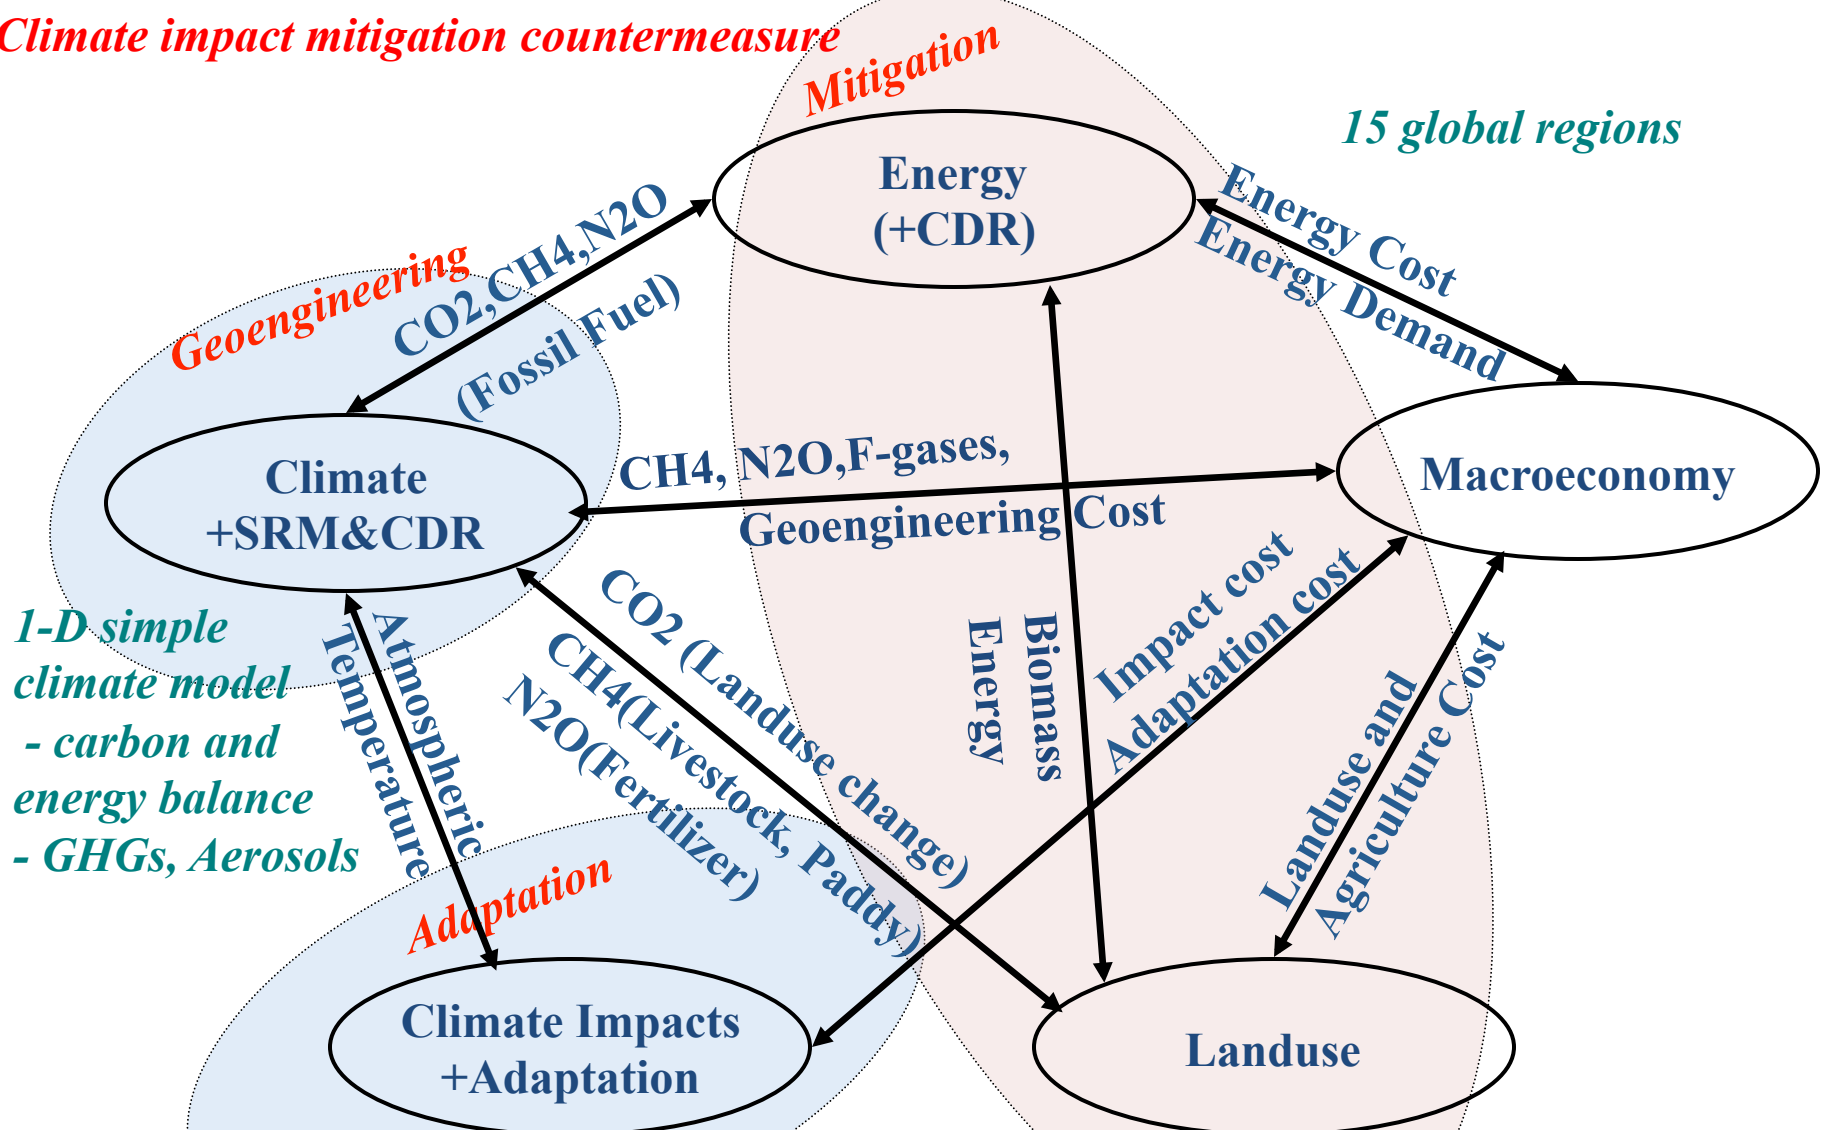 Climate impact mitigation countermeasure
Mitigation
15 global regions
Energy
(+CDR)
Energy Cost
Energy Demand
CO2,CH4,N2O
(Fossil Fuel)
Geoengineering
Climate
+SRM&CDR
CH4, N2O,F-gases,
Geoengineering Cost
Macroeconomy
1-D simple
climate model
- carbon and
energy balance
- GHGs, Aerosols
Atmospheric
Temperature
CO2 (Landuse change)
CH4(Livestock, Paddy)
N2O(Fertilizer)
Biomass
Energy
Impact cost
Adaptation cost
Landuse and
Agriculture Cost
Adaptation
Climate Impacts
+Adaptation
Landuse